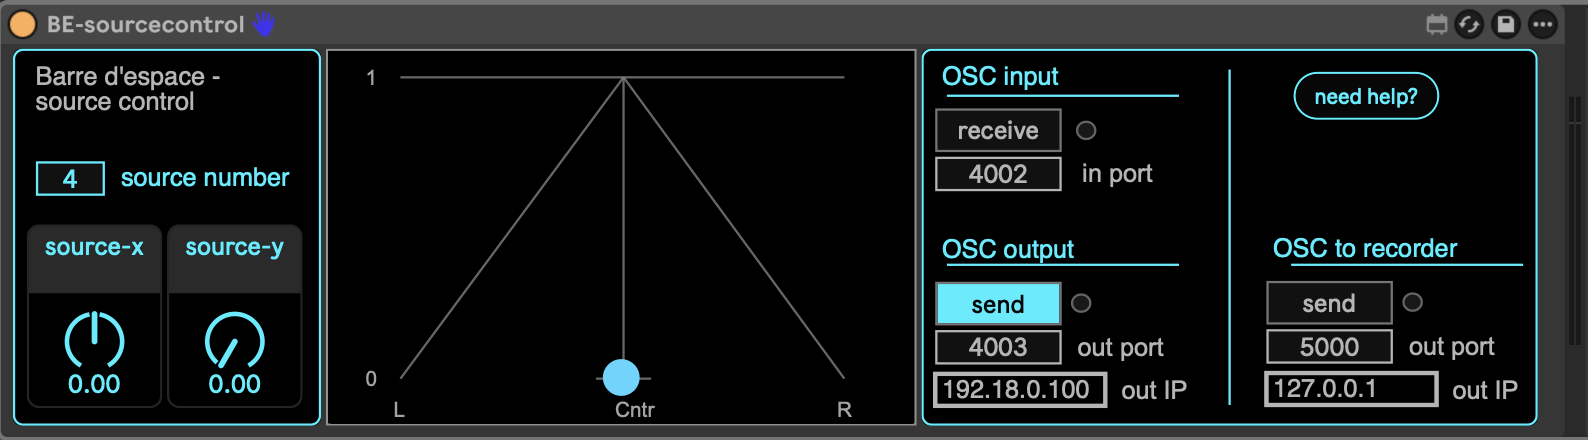 BE-sourcecontrol
Barre d'espace -
source control
4 source number
source-x source-y
0.00 0.00
1
0
L Cntr R
OSC input
receive
4002 in port
OSC output
send
4003 out port
192.18.0.100 out IP
need help?
OSC to recorder
send
5000 out port
127.0.0.1 out IP